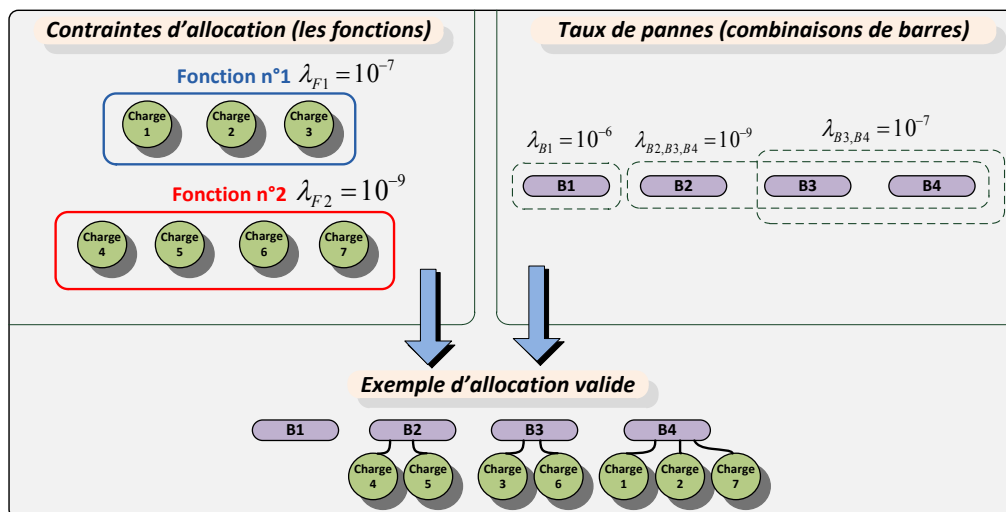 Contraintes d'allocation (les fonctions)
Fonction n°1 λF1 = 10⁻⁷
Charge 1
Charge 2
Charge 3
Fonction n°2 λF2 = 10⁻⁹
Charge 4
Charge 5
Charge 6
Charge 7
Taux de pannes (combinaisons de barres)
λB1 = 10⁻⁶
λB2,B3,B4 = 10⁻⁹
λB3,B4 = 10⁻⁷
B1
B2
B3
B4
Exemple d'allocation valide
B1
B2
B3
B4
Charge 4
Charge 5
Charge 3
Charge 6
Charge 1
Charge 2
Charge 7